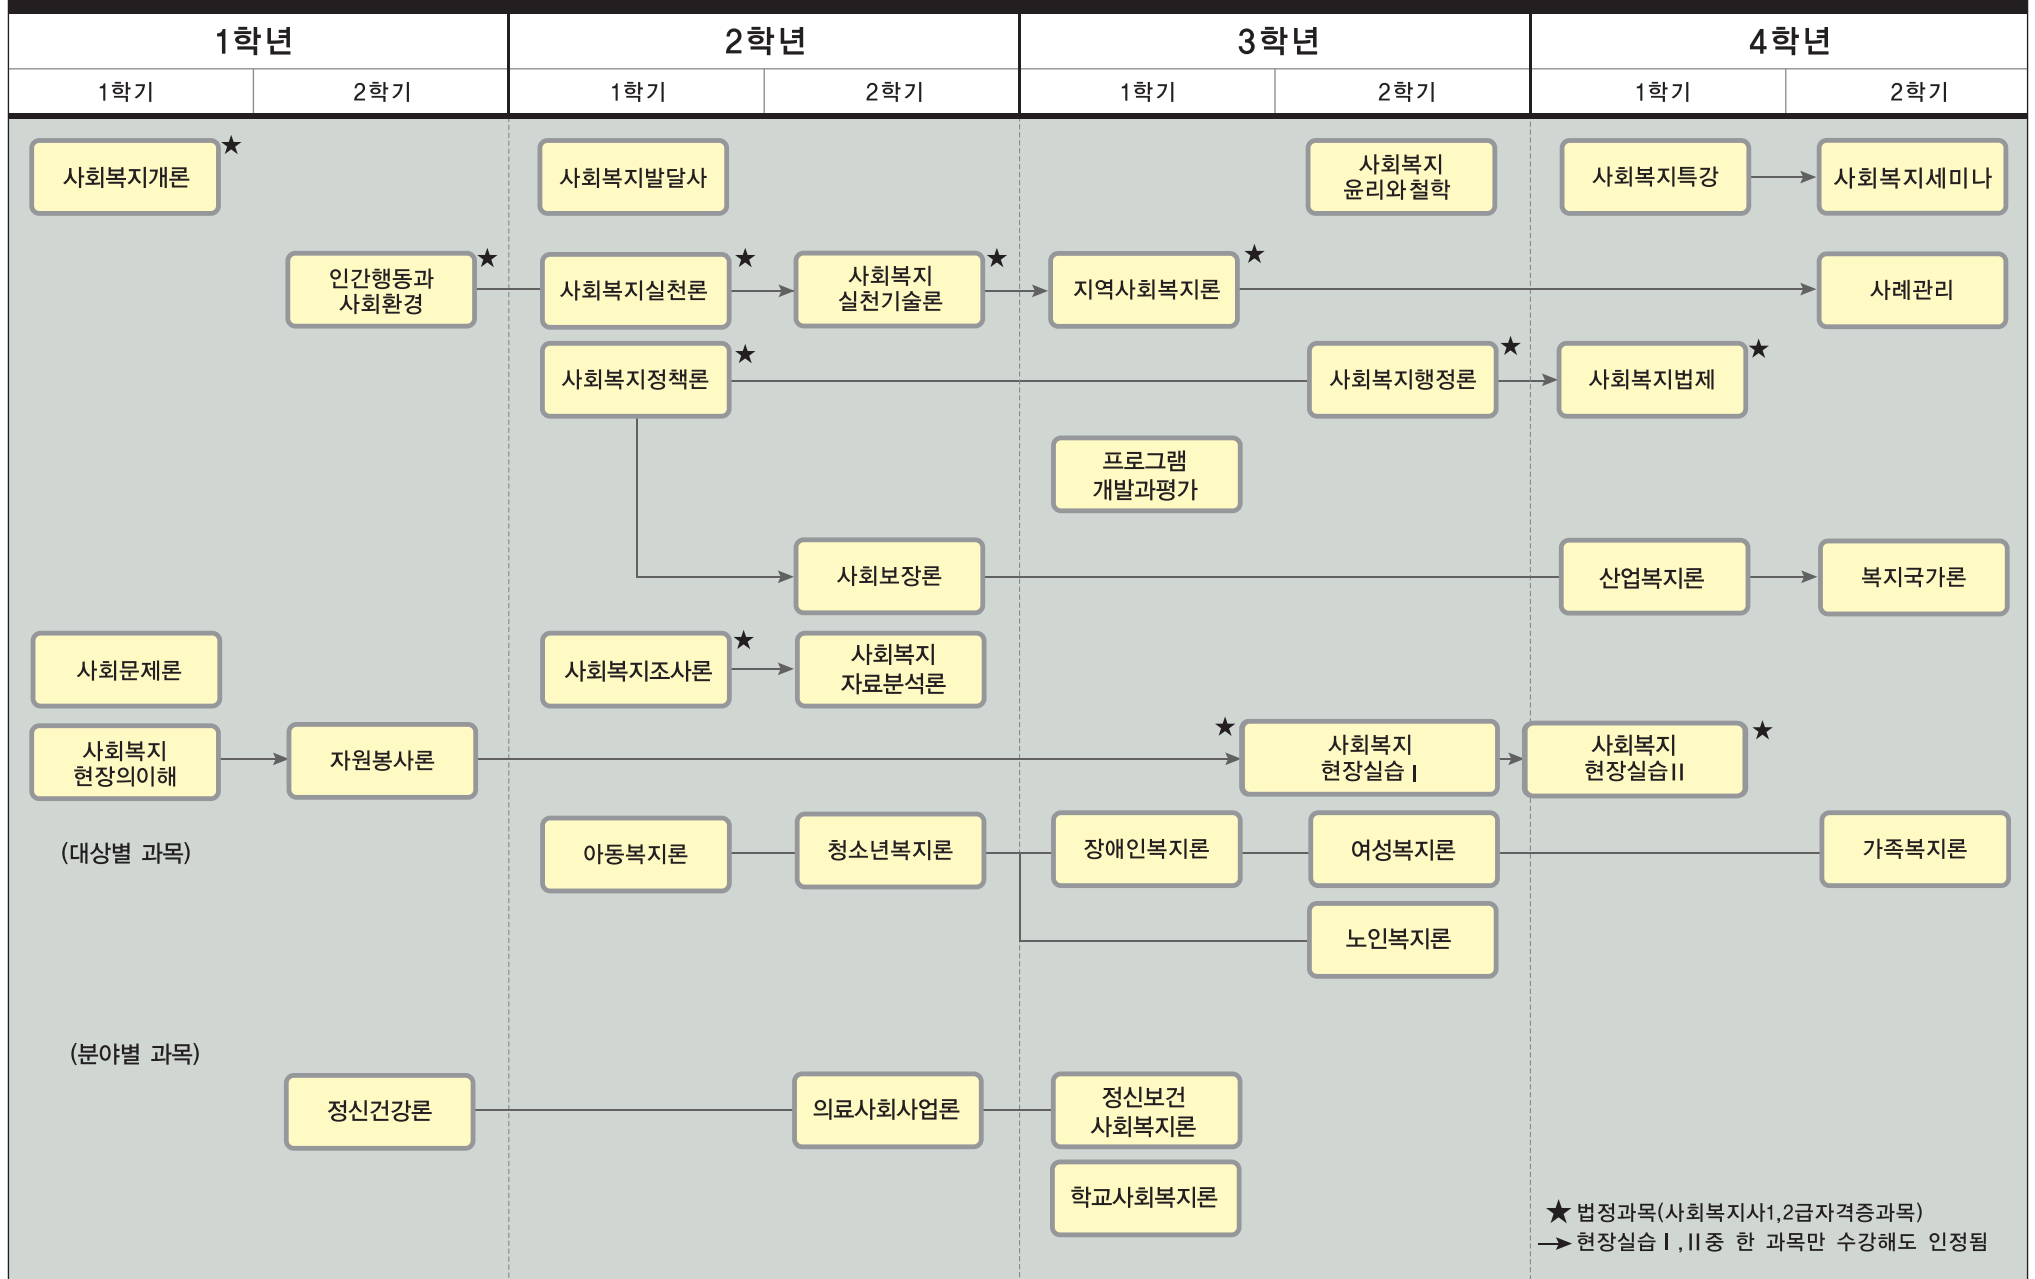 1학년 2학년 3학년 4학년
1학기 2학기 1학기 2학기 1학기 2학기 1학기 2학기
사회복지개론 ★
사회복지발달사
사회복지
윤리와철학
사회복지특강
사회복지세미나
인간행동과
사회환경 ★
사회복지실천론 ★
사회복지
실천기술론 ★
지역사회복지론 ★
사례관리
사회복지정책론 ★
사회복지행정론 ★
사회복지법제 ★
프로그램
개발과평가
사회보장론
산업복지론
복지국가론
사회문제론
사회복지조사론 ★
사회복지
자료분석론
사회복지
현장의이해
자원봉사론
★ 사회복지
현장실습 I
사회복지
현장실습II ★
(대상별 과목)
아동복지론
청소년복지론
장애인복지론
여성복지론
가족복지론
노인복지론
(분야별 과목)
정신건강론
의료사회사업론
정신보건
사회복지론
학교사회복지론
★ 법정과목(사회복지사1,2급자격증과목)
→ 현장실습 I , II중 한 과목만 수강해도 인정됨